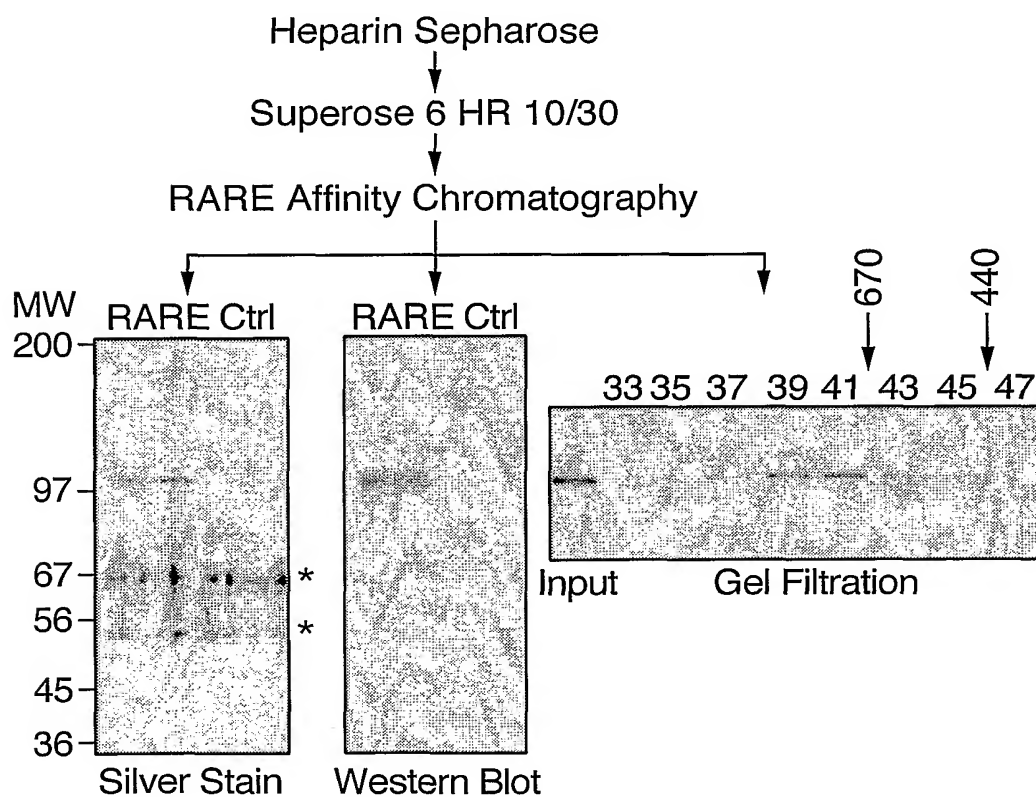 Heparin Sepharose
Superose 6 HR 10/30
RARE Affinity Chromatography
MW
RARE Ctrl
RARE Ctrl
670
440
200
33 35 37 39 41 43 45 47
97
67
*
Input
Gel Filtration
56
*
45
36
Silver Stain
Western Blot